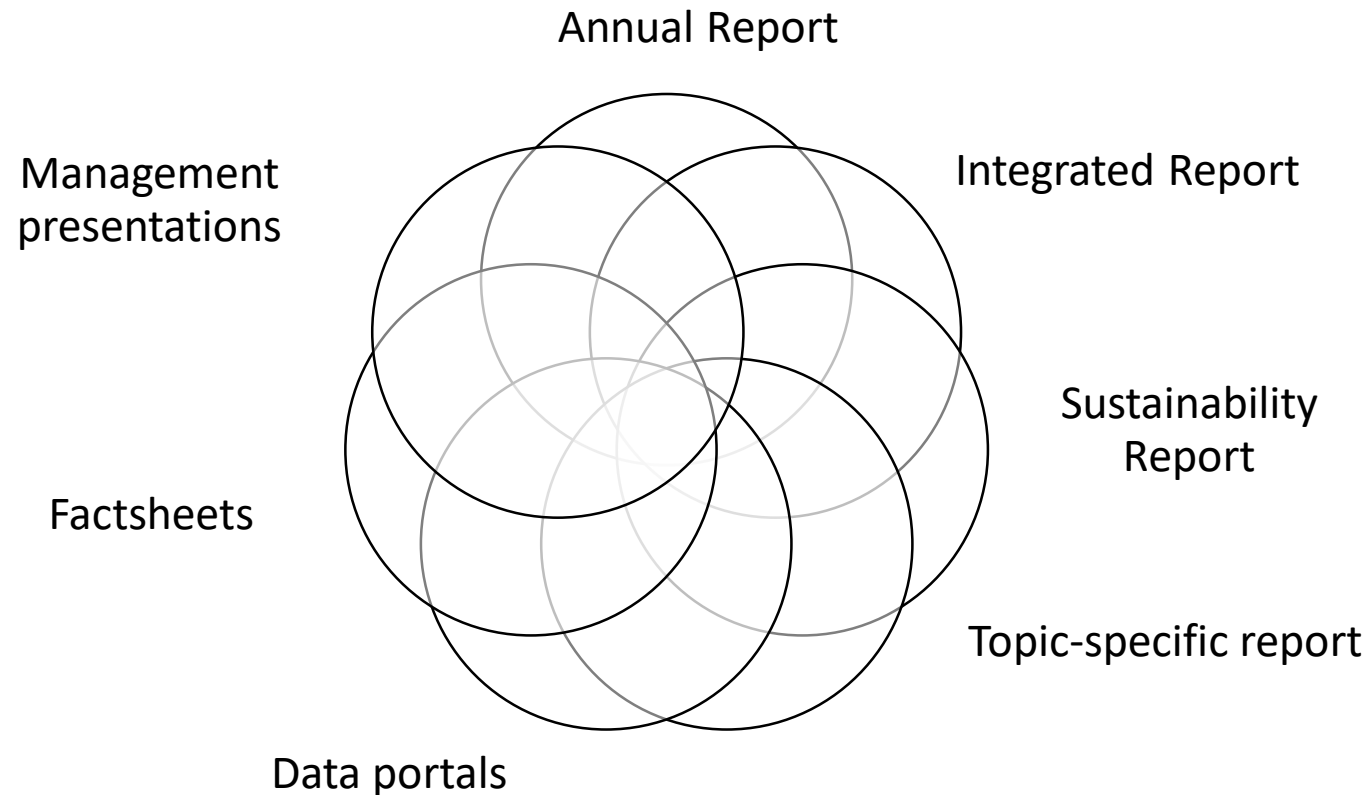 Annual Report
Management
presentations
Integrated Report
Sustainability
Report
Factsheets
Topic-specific report
Data portals